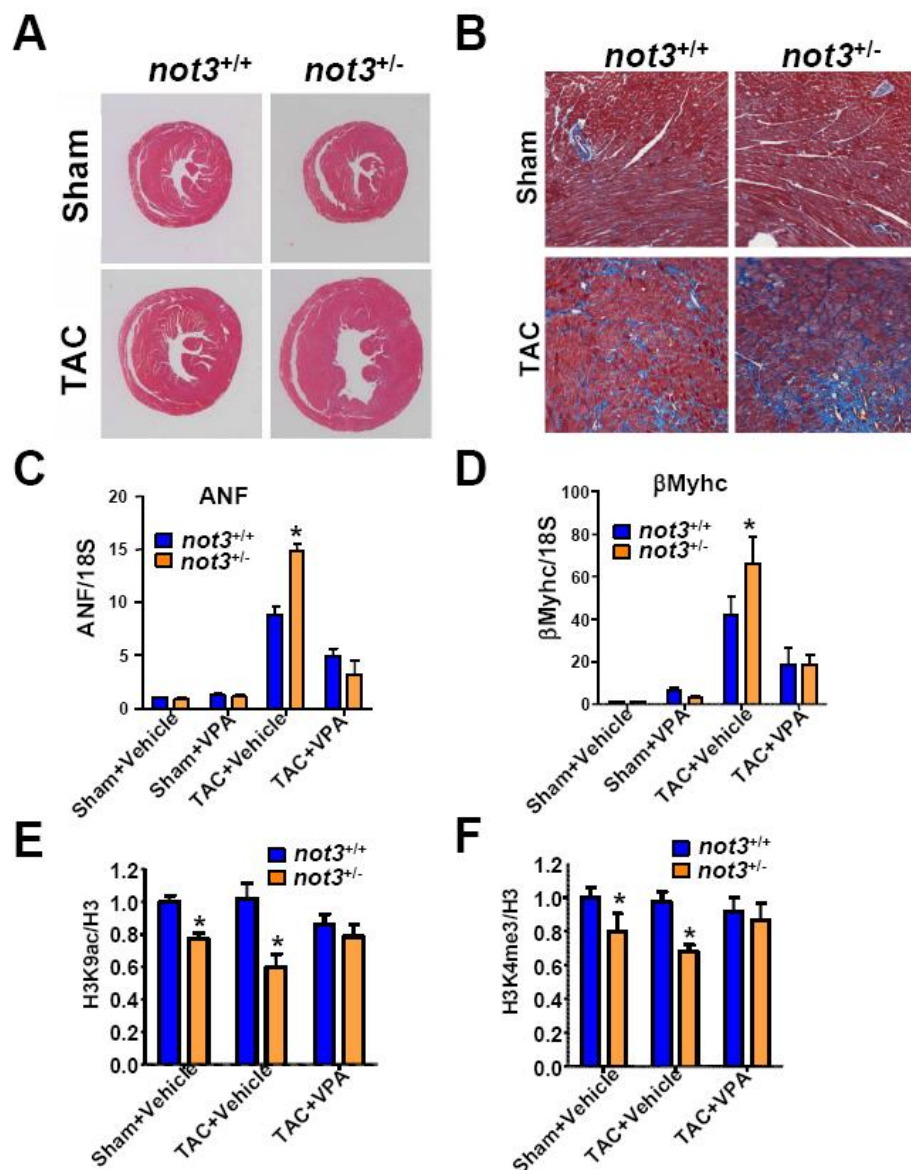 A
not3+/+
not3+/-
Sham
TAC
B
not3+/+
not3+/-
Sham
TAC
C
ANF
ANF/18S
20
15
10
5
0
not3+/+
not3+/-
*
Sham+Vehicle
Sham+VPA
TAC+Vehicle
TAC+VPA
D
βMyhc
βMyhc/18S
100
80
60
40
20
0
not3+/+
not3+/-
*
Sham+Vehicle
Sham+VPA
TAC+Vehicle
TAC+VPA
E
not3+/+
not3+/-
H3K9ac/H3
1.2
1.0
0.8
0.6
0.4
0.2
0.0
*
*
Sham+Vehicle
TAC+Vehicle
TAC+VPA
F
not3+/+
not3+/-
H3K4me3/H3
1.2
1.0
0.8
0.6
0.4
0.2
0.0
*
*
Sham+Vehicle
TAC+Vehicle
TAC+VPA